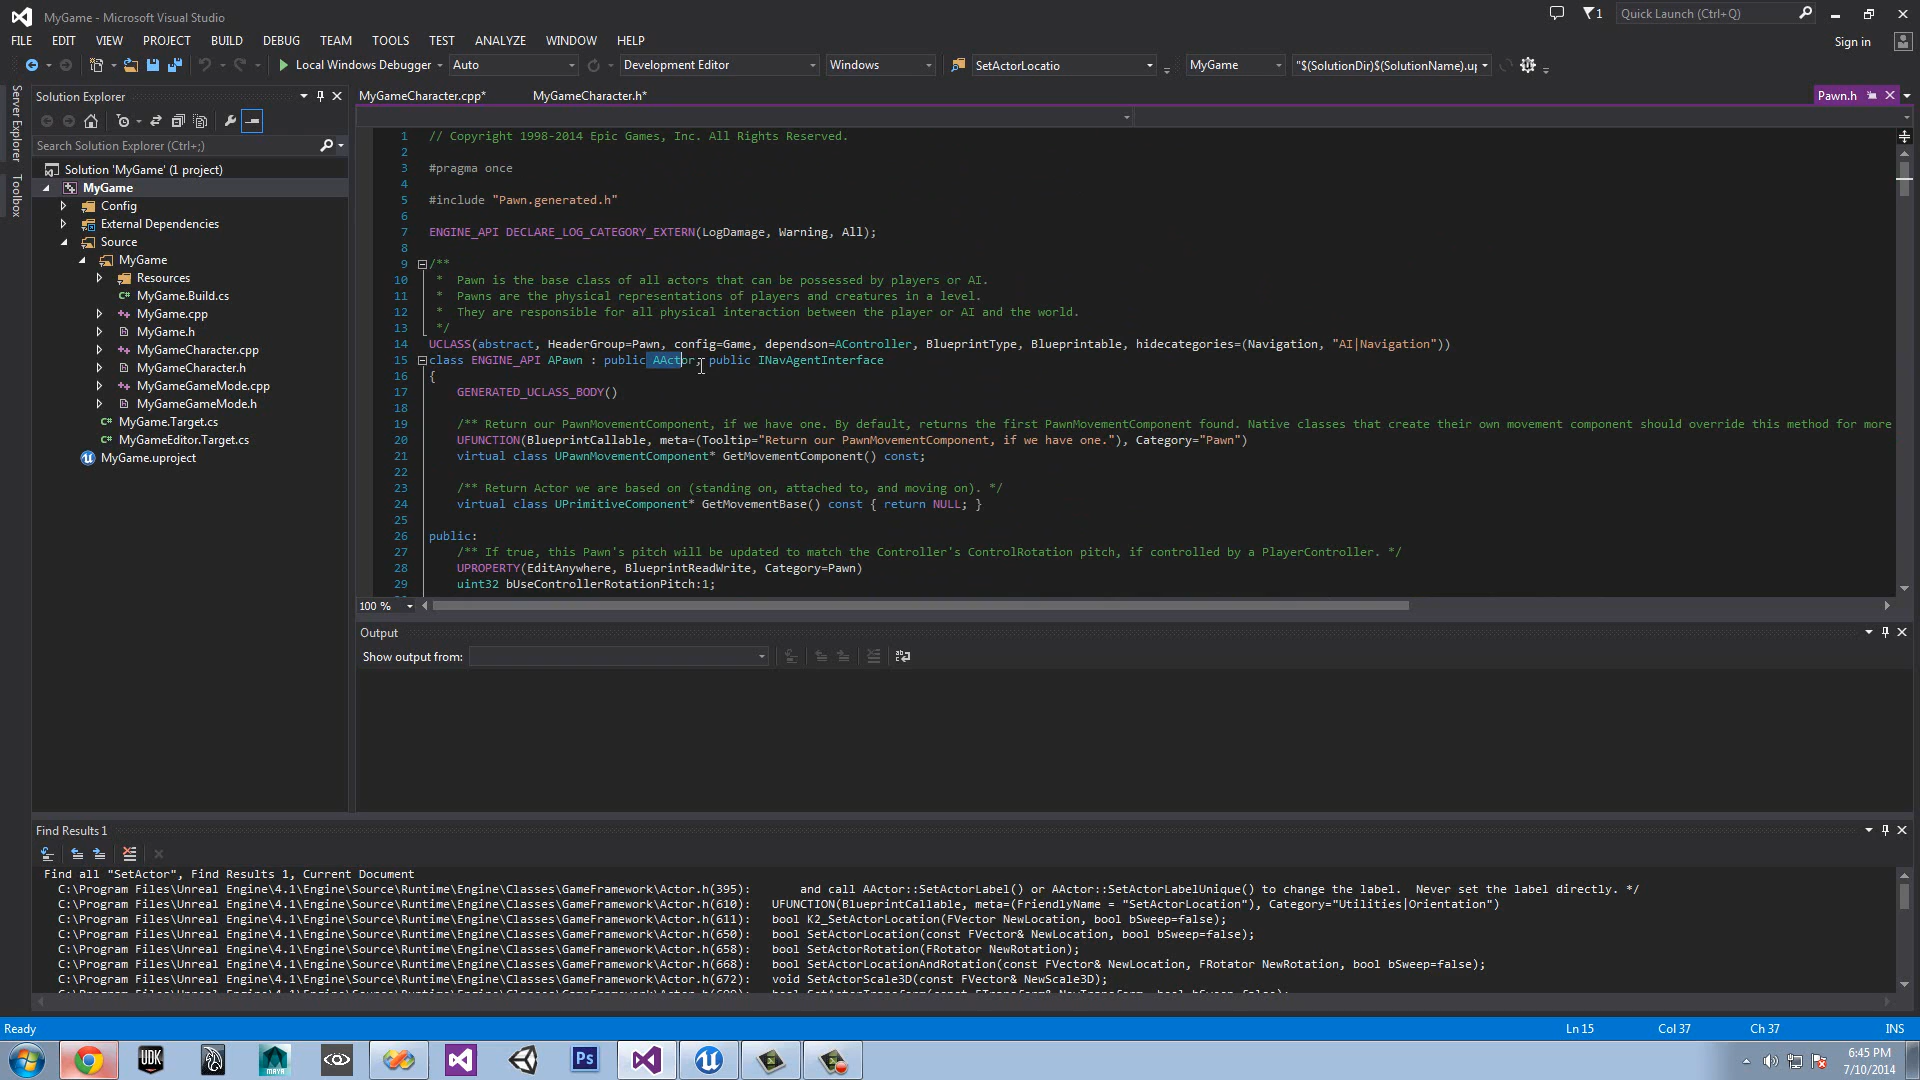 MyGame - Microsoft Visual Studio
1
Quick Launch (Ctrl+Q)
FILE EDIT VIEW PROJECT BUILD DEBUG TEAM TOOLS TEST ANALYZE WINDOW HELP
Sign in
Local Windows Debugger Auto Development Editor Windows SetActorLocatio MyGame "$(SolutionDir)$(SolutionName).u
Server Explorer
Toolbox
Solution Explorer
Search Solution Explorer (Ctrl+;)
Solution 'MyGame' (1 project)
MyGame
Config
External Dependencies
Source
MyGame
Resources
MyGame.Build.cs
MyGame.cpp
MyGame.h
MyGameCharacter.cpp
MyGameCharacter.h
MyGameGameMode.cpp
MyGameGameMode.h
MyGame.Target.cs
MyGameEditor.Target.cs
MyGame.uproject
MyGameCharacter.cpp* MyGameCharacter.h* Pawn.h
1 // Copyright 1998-2014 Epic Games, Inc. All Rights Reserved.
2
3 #pragma once
4
5 #include "Pawn.generated.h"
6
7 ENGINE_API DECLARE_LOG_CATEGORY_EXTERN(LogDamage, Warning, All);
8
9 /**
10 * Pawn is the base class of all actors that can be possessed by players or AI.
11 * Pawns are the physical representations of players and creatures in a level.
12 * They are responsible for all physical interaction between the player or AI and the world.
13 */
14 UCLASS(abstract, HeaderGroup=Pawn, config=Game, dependson=AController, BlueprintType, Blueprintable, hidecategories=(Navigation, "AI|Navigation"))
15 class ENGINE_API APawn : public AActor, public INavAgentInterface
16 {
17 GENERATED_UCLASS_BODY()
18
19 /** Return our PawnMovementComponent, if we have one. By default, returns the first PawnMovementComponent found. Native classes that create their own movement component should override this method for more
20 UFUNCTION(BlueprintCallable, meta=(Tooltip="Return our PawnMovementComponent, if we have one."), Category="Pawn")
21 virtual class UPawnMovementComponent* GetMovementComponent() const;
22
23 /** Return Actor we are based on (standing on, attached to, and moving on). */
24 virtual class UPrimitiveComponent* GetMovementBase() const { return NULL; }
25
26 public:
27 /** If true, this Pawn's pitch will be updated to match the Controller's ControlRotation pitch, if controlled by a PlayerController. */
28 UPROPERTY(EditAnywhere, BlueprintReadWrite, Category=Pawn)
29 uint32 bUseControllerRotationPitch:1;
100 %
Output
Show output from:
Find Results 1
Find all "SetActor", Find Results 1, Current Document
C:\Program Files\Unreal Engine\4.1\Engine\Source\Runtime\Engine\Classes\GameFramework\Actor.h(395): and call AActor::SetActorLabel() or AActor::SetActorLabelUnique() to change the label. Never set the label directly. */
C:\Program Files\Unreal Engine\4.1\Engine\Source\Runtime\Engine\Classes\GameFramework\Actor.h(610): UFUNCTION(BlueprintCallable, meta=(FriendlyName = "SetActorLocation"), Category="Utilities|Orientation")
C:\Program Files\Unreal Engine\4.1\Engine\Source\Runtime\Engine\Classes\GameFramework\Actor.h(611): bool K2_SetActorLocation(FVector NewLocation, bool bSweep=false);
C:\Program Files\Unreal Engine\4.1\Engine\Source\Runtime\Engine\Classes\GameFramework\Actor.h(650): bool SetActorLocation(const FVector& NewLocation, bool bSweep=false);
C:\Program Files\Unreal Engine\4.1\Engine\Source\Runtime\Engine\Classes\GameFramework\Actor.h(658): bool SetActorRotation(FRotator NewRotation);
C:\Program Files\Unreal Engine\4.1\Engine\Source\Runtime\Engine\Classes\GameFramework\Actor.h(668): bool SetActorLocationAndRotation(const FVector& NewLocation, FRotator NewRotation, bool bSweep=false);
C:\Program Files\Unreal Engine\4.1\Engine\Source\Runtime\Engine\Classes\GameFramework\Actor.h(672): void SetActorScale3D(const FVector& NewScale3D);
Ready Ln 15 Col 37 Ch 37 INS
UDK MAYA Ps
6:45 PM
7/10/2014